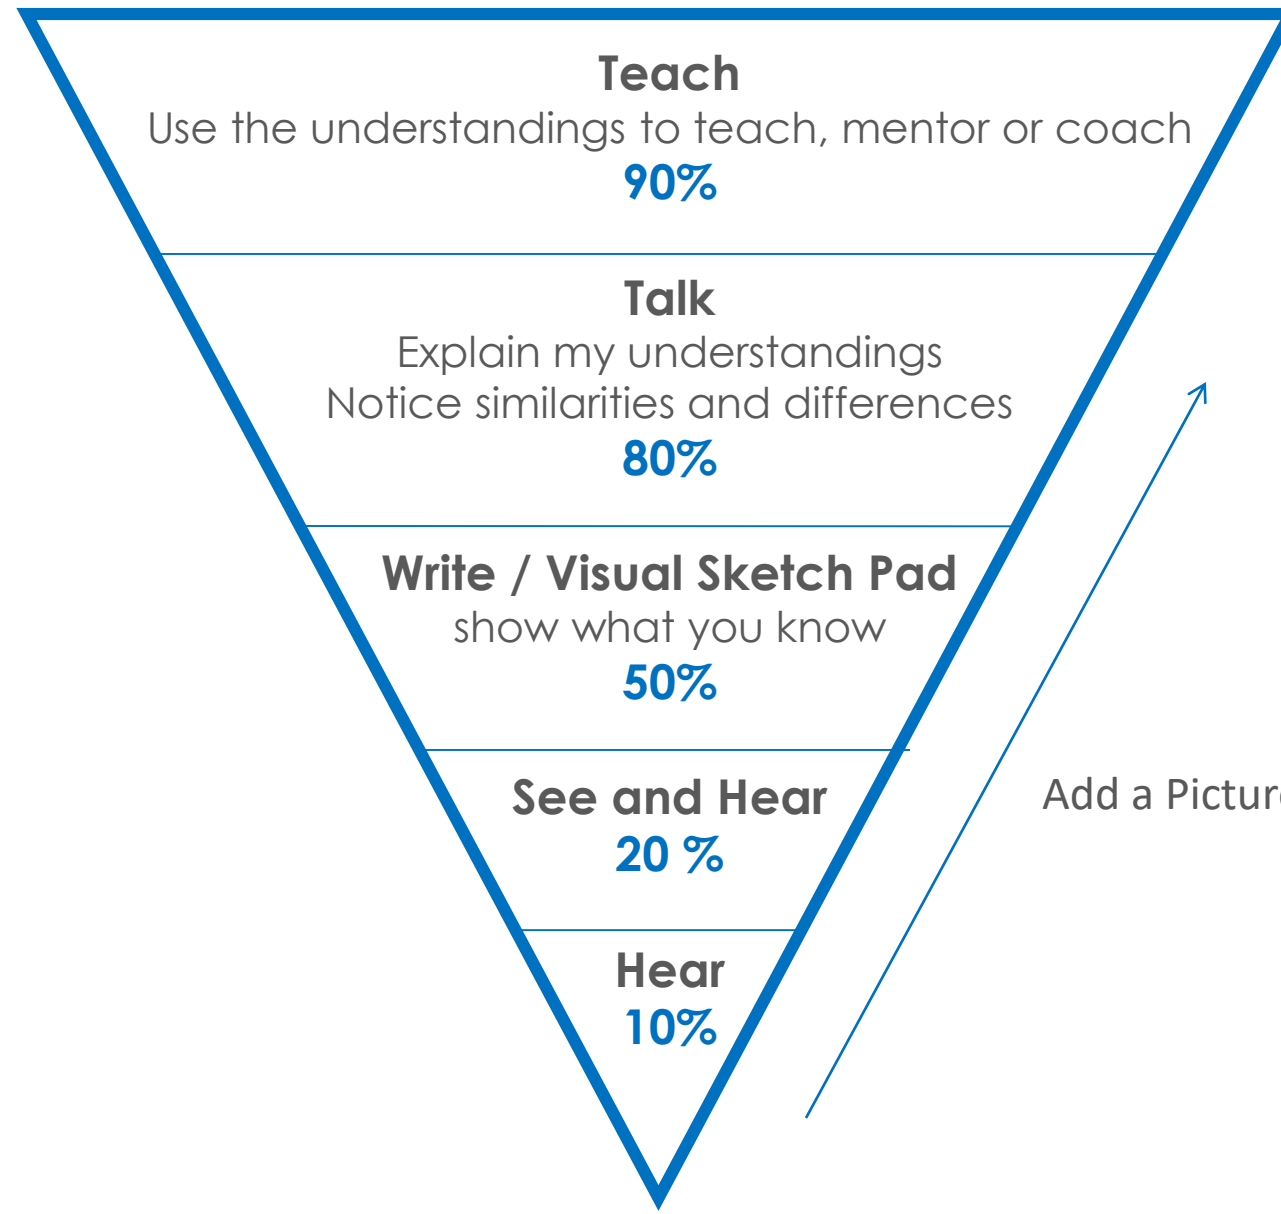 Teach
Use the understandings to teach, mentor or coach
90%
Talk
Explain my understandings
Notice similarities and differences
80%
Write / Visual Sketch Pad
show what you know
50%
See and Hear
20 %
Add a Picture
Hear
10%